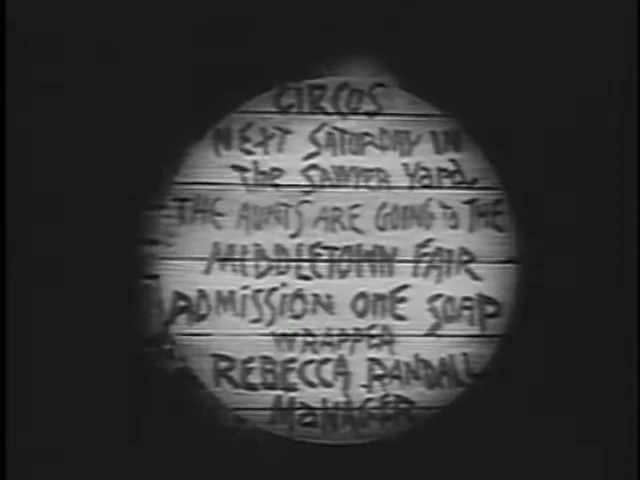 CIRCUS
NEXT SATURDAY IN
The SAWYER YarD
THE AUNTS ARE GOING to THE
MIDDLETOWN FAIR
ADMISSION ONE SOAP
WRAPPER
REBECCA RANDALL
MANAGER